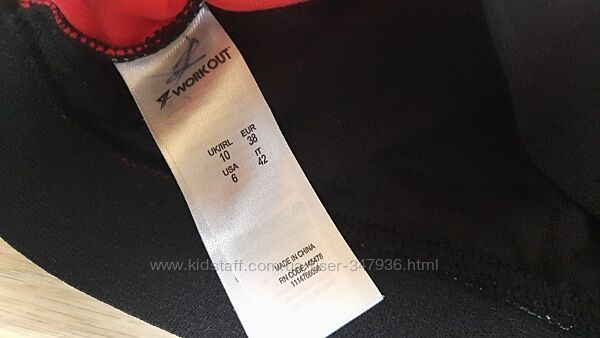 WORKOUT
UK/IRL EUR
10 38
USA IT
6 42
MADE IN CHINA
RN CODE:145478
www.kidstaff.com.ua-user-347936.html